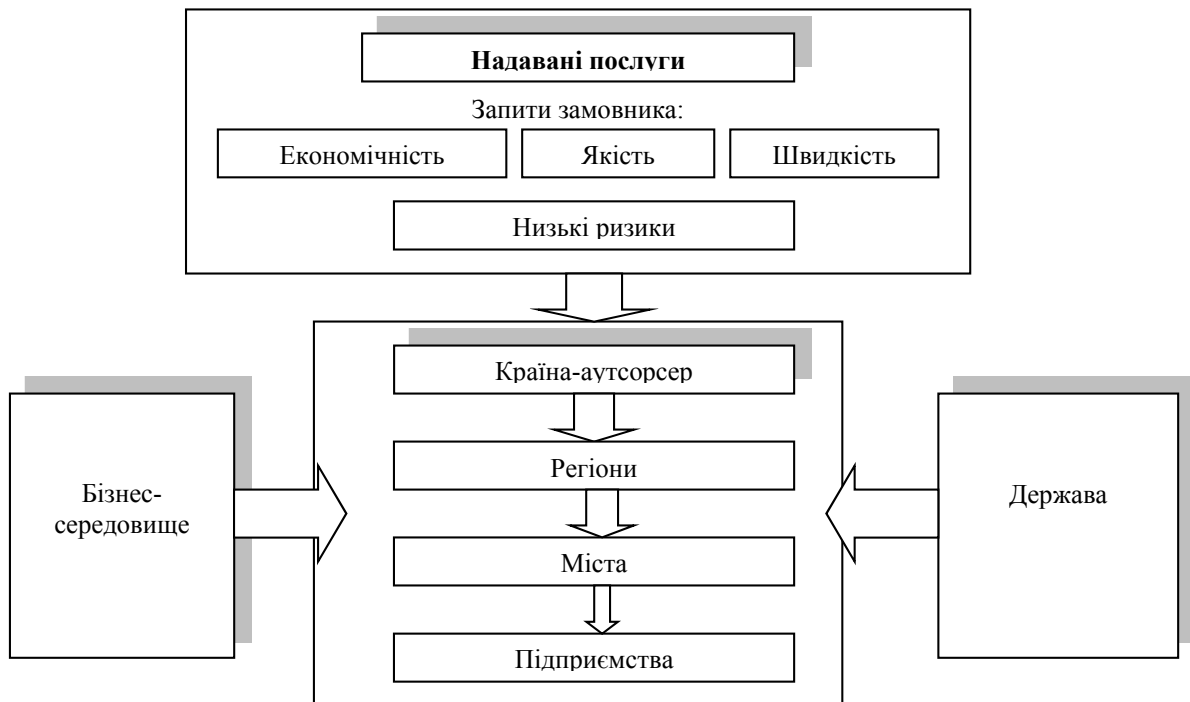 Надавані послуги
Запити замовника:
Економічність
Якість
Швидкість
Низькі ризики
Країна-аутсорсер
Регіони
Міста
Підприємства
Бізнес-
середовище
Держава